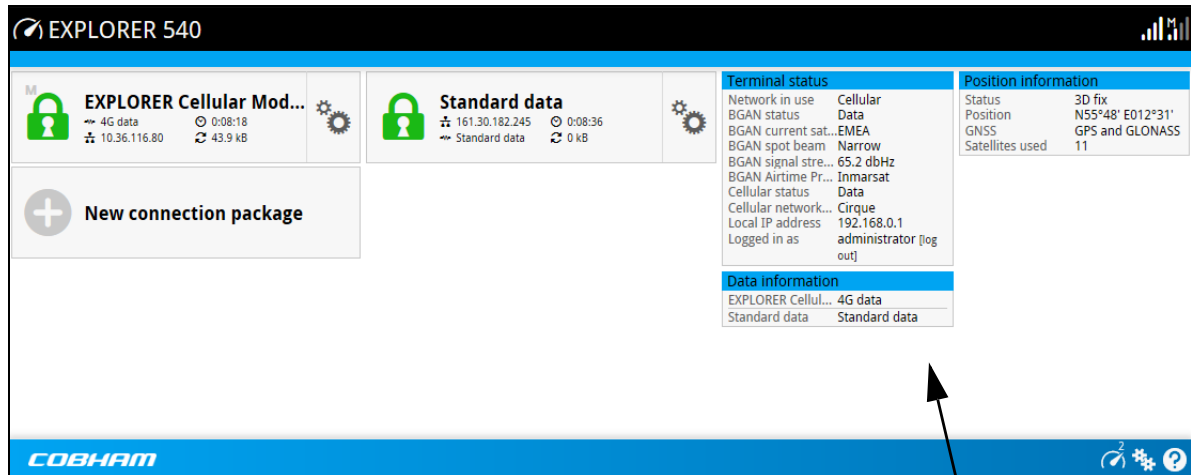 EXPLORER 540
M
M
EXPLORER Cellular Mod...
4G data 0:08:18
10.36.116.80 43.9 kB
Standard data
161.30.182.245 0:08:36
Standard data 0 kB
New connection package
Terminal status
Network in use Cellular
BGAN status Data
BGAN current sat...EMEA
BGAN spot beam Narrow
BGAN signal stre... 65.2 dbHz
BGAN Airtime Pr... Inmarsat
Cellular status Data
Cellular network... Cirque
Local IP address 192.168.0.1
Logged in as administrator [log
out]
Data information
EXPLORER Cellul... 4G data
Standard data Standard data
Position information
Status 3D fix
Position N55°48' E012°31'
GNSS GPS and GLONASS
Satellites used 11
COBHAM
2
?